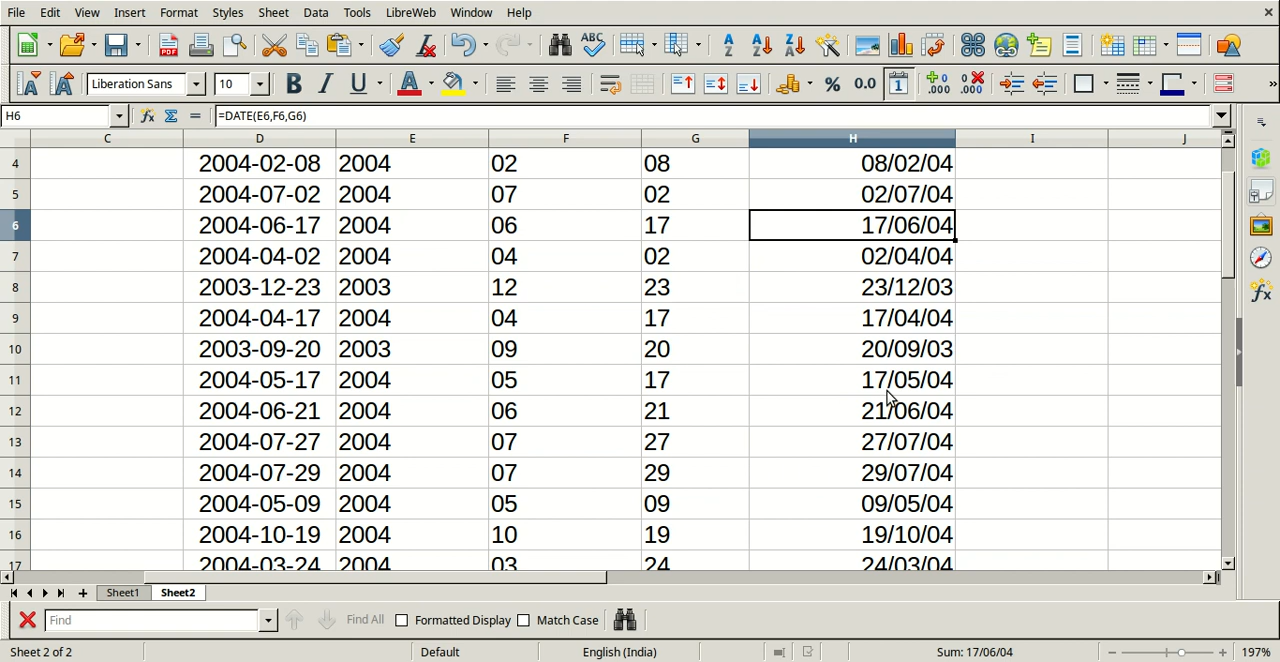 File Edit View Insert Format Styles Sheet Data Tools LibreWeb Window Help
Liberation Sans 10
H6 =DATE(E6,F6,G6)
C D E F G H I J
4 2004-02-08 2004 02 08 08/02/04
5 2004-07-02 2004 07 02 02/07/04
6 2004-06-17 2004 06 17 17/06/04
7 2004-04-02 2004 04 02 02/04/04
8 2003-12-23 2003 12 23 23/12/03
9 2004-04-17 2004 04 17 17/04/04
10 2003-09-20 2003 09 20 20/09/03
11 2004-05-17 2004 05 17 17/05/04
12 2004-06-21 2004 06 21 21/06/04
13 2004-07-27 2004 07 27 27/07/04
14 2004-07-29 2004 07 29 29/07/04
15 2004-05-09 2004 05 09 09/05/04
16 2004-10-19 2004 10 19 19/10/04
17 2004-03-24 2004 03 24 24/03/04
Sheet1 Sheet2
Find Find All Formatted Display Match Case
Sheet 2 of 2 Default English (India) Sum: 17/06/04 197%